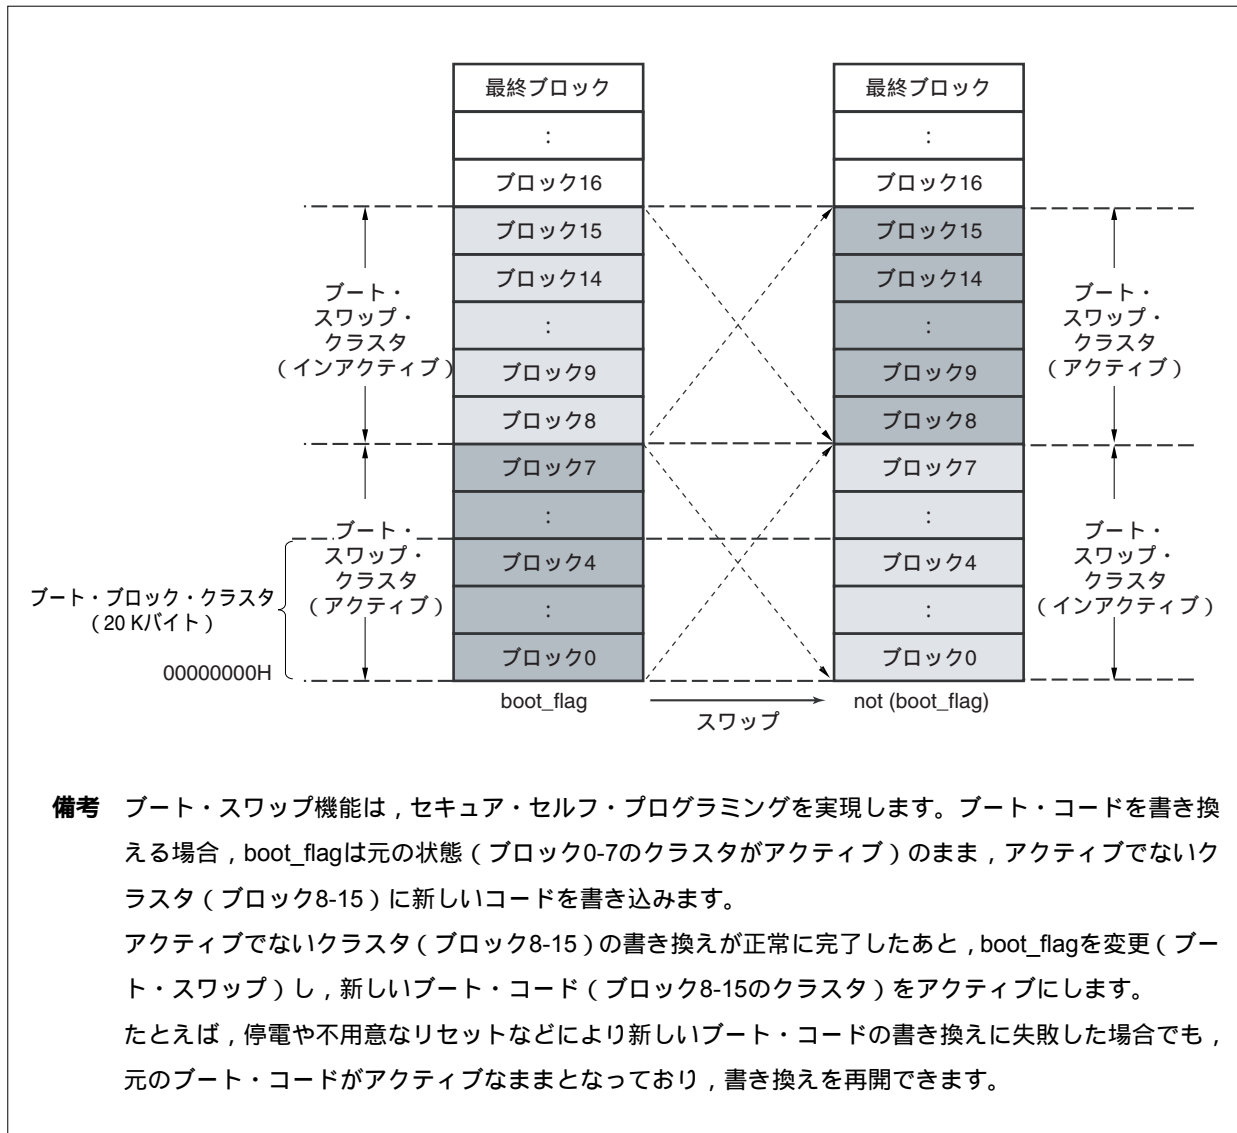 最終ブロック
:
ブロック16
ブロック15
ブロック14
:
ブロック9
ブロック8
ブロック7
:
ブロック4
:
ブロック0
boot_flag
ブート・
スワップ・
クラスタ
（インアクティブ）
ブート・
スワップ・
クラスタ
（アクティブ）
ブート・ブロック・クラスタ
（20 Kバイト）
00000000H
スワップ
最終ブロック
:
ブロック16
ブロック15
ブロック14
:
ブロック9
ブロック8
ブロック7
:
ブロック4
:
ブロック0
not (boot_flag)
ブート・
スワップ・
クラスタ
（アクティブ）
ブート・
スワップ・
クラスタ
（インアクティブ）
備考 ブート・スワップ機能は，セキュア・セルフ・プログラミングを実現します。ブート・コードを書き換
える場合，boot_flagは元の状態（ブロック0-7のクラスタがアクティブ）のまま，アクティブでないク
ラスタ（ブロック8-15）に新しいコードを書き込みます。
アクティブでないクラスタ（ブロック8-15）の書き換えが正常に完了したあと，boot_flagを変更（ブー
ト・スワップ）し，新しいブート・コード（ブロック8-15のクラスタ）をアクティブにします。
たとえば，停電や不用意なリセットなどにより新しいブート・コードの書き換えに失敗した場合でも，
元のブート・コードがアクティブなままとなっており，書き換えを再開できます。